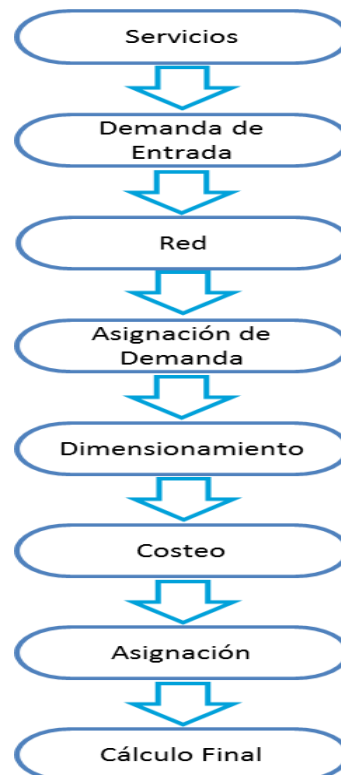 Servicios
Demanda de
Entrada
Red
Asignación de
Demanda
Dimensionamiento
Costeo
Asignación
Cálculo Final